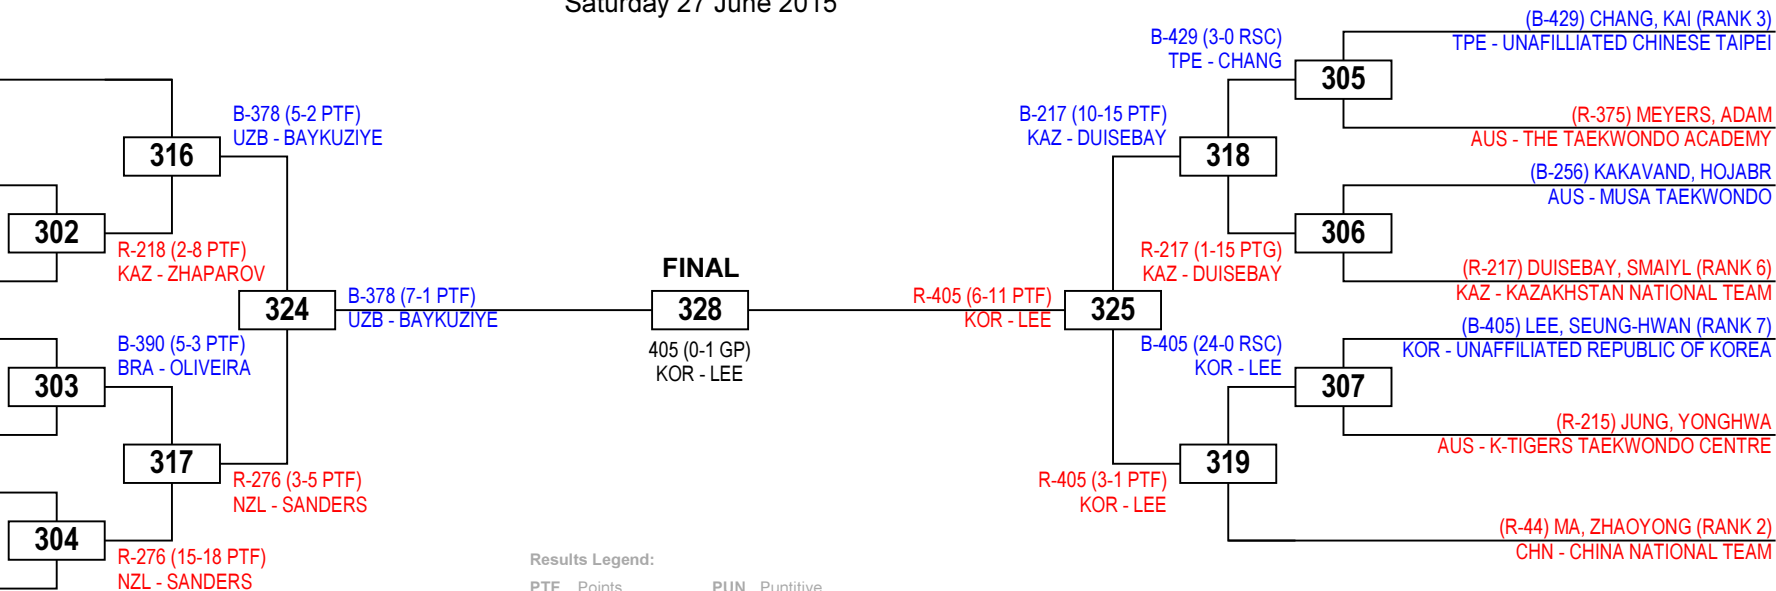 Saturday 27 June 2015
316
B-378 (5-2 PTF)
UZB - BAYKUZIYE
302
R-218 (2-8 PTF)
KAZ - ZHAPAROV
324
B-378 (7-1 PTF)
UZB - BAYKUZIYE
303
B-390 (5-3 PTF)
BRA - OLIVEIRA
317
R-276 (3-5 PTF)
NZL - SANDERS
304
R-276 (15-18 PTF)
NZL - SANDERS
FINAL
328
405 (0-1 GP)
KOR - LEE
R-405 (6-11 PTF)
KOR - LEE
325
B-217 (10-15 PTF)
KAZ - DUISEBAY
318
B-429 (3-0 RSC)
TPE - CHANG
305
(B-429) CHANG, KAI (RANK 3)
TPE - UNAFILLIATED CHINESE TAIPEI
(R-375) MEYERS, ADAM
AUS - THE TAEKWONDO ACADEMY
(B-256) KAKAVAND, HOJABR
AUS - MUSA TAEKWONDO
306
R-217 (1-15 PTG)
KAZ - DUISEBAY
(R-217) DUISEBAY, SMAIYL (RANK 6)
KAZ - KAZAKHSTAN NATIONAL TEAM
(B-405) LEE, SEUNG-HWAN (RANK 7)
KOR - UNAFFILIATED REPUBLIC OF KOREA
B-405 (24-0 RSC)
KOR - LEE
307
(R-215) JUNG, YONGHWA
AUS - K-TIGERS TAEKWONDO CENTRE
319
R-405 (3-1 PTF)
KOR - LEE
(R-44) MA, ZHAOYONG (RANK 2)
CHN - CHINA NATIONAL TEAM
Results Legend:
PTF Points PUN Puntitive